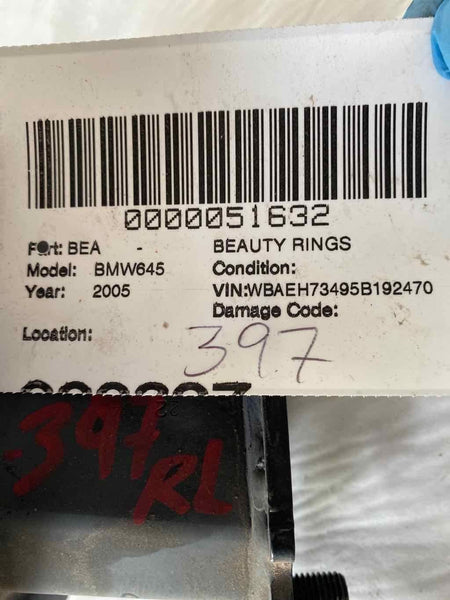 0000051632
Part: BEA - BEAUTY RINGS
Model: BMW645 Condition:
Year: 2005 VIN:WBAEH73495B192470
Damage Code:
Location:
397
397
RL